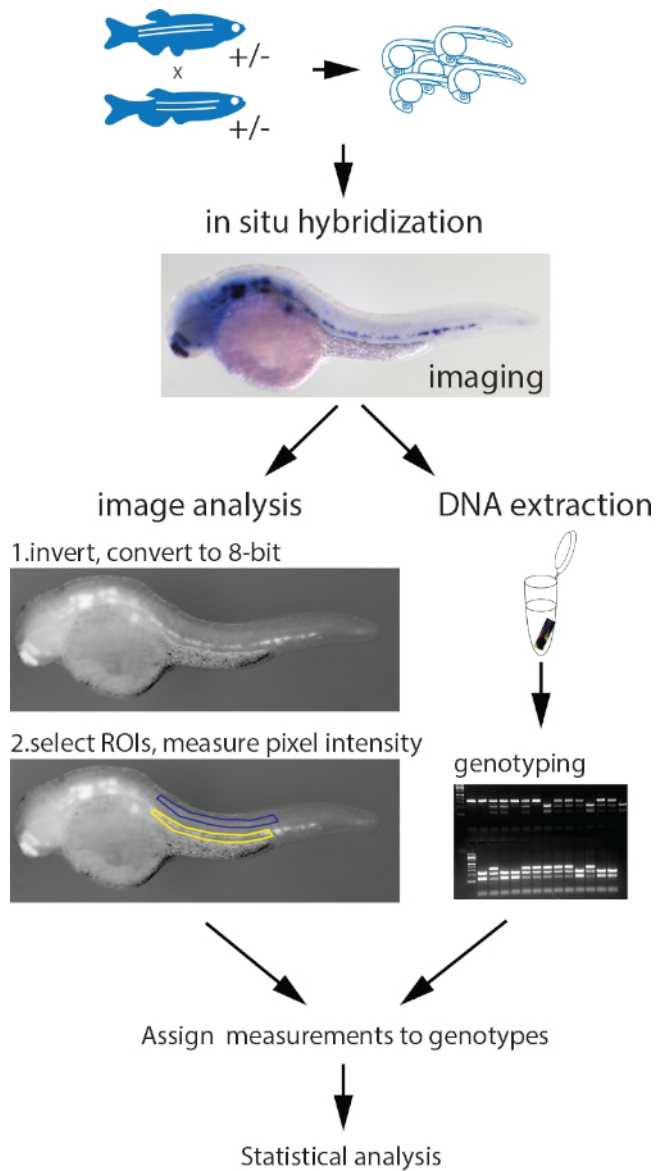 +/-
x
+/-
in situ hybridization
imaging
image analysis
DNA extraction
1.invert, convert to 8-bit
2.select ROIs, measure pixel intensity
genotyping
Assign measurements to genotypes
Statistical analysis